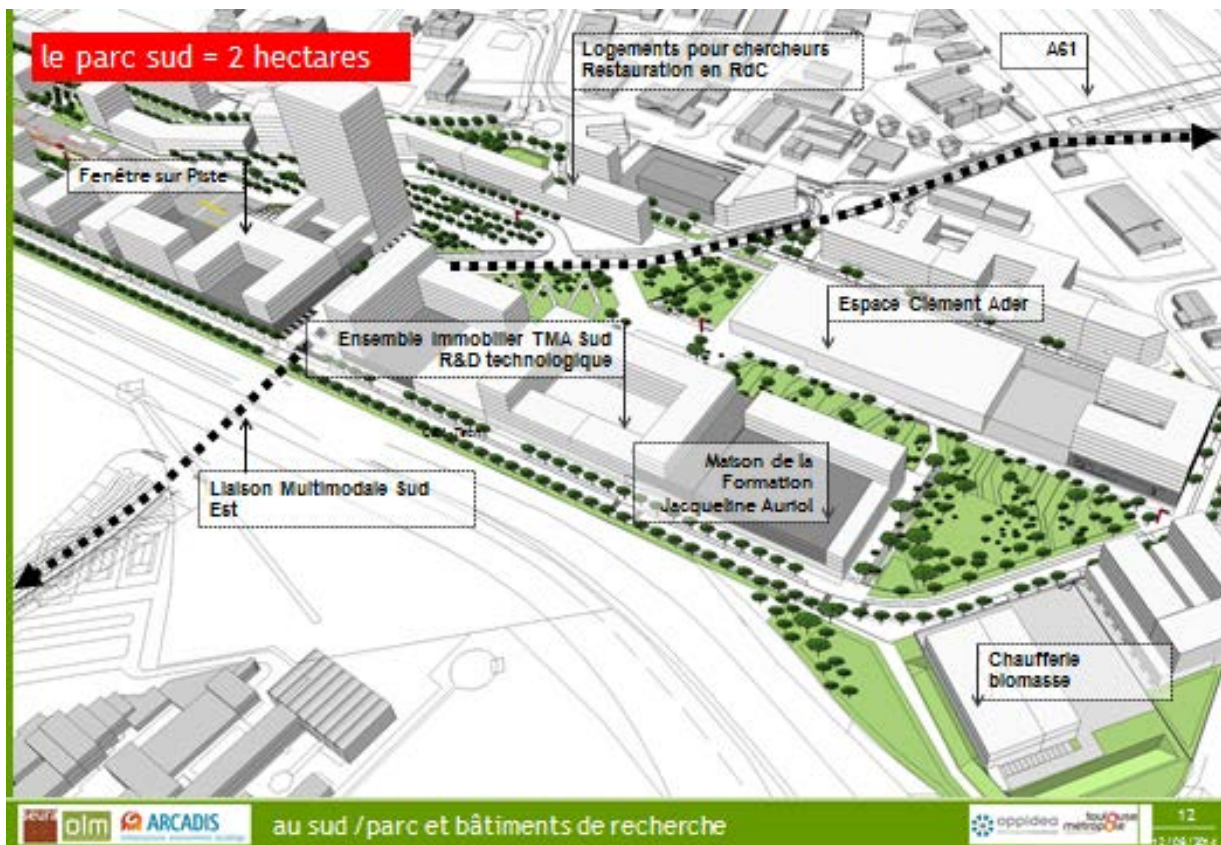 le parc sud = 2 hectares
Logements pour chercheurs
Restauration en RdC
A61
Fenêtre sur Piste
Espace Clément Ader
Ensemble Immobilier TMA Sud
R&D technologique
Maison de la
Formation
Jacqueline Auriol
Liaison Multimodale Sud
Est
Chaufferie
biomasse
seura
olm
ARCADIS
au sud /parc et bâtiments de recherche
oppidea
toulouse
métropole
12